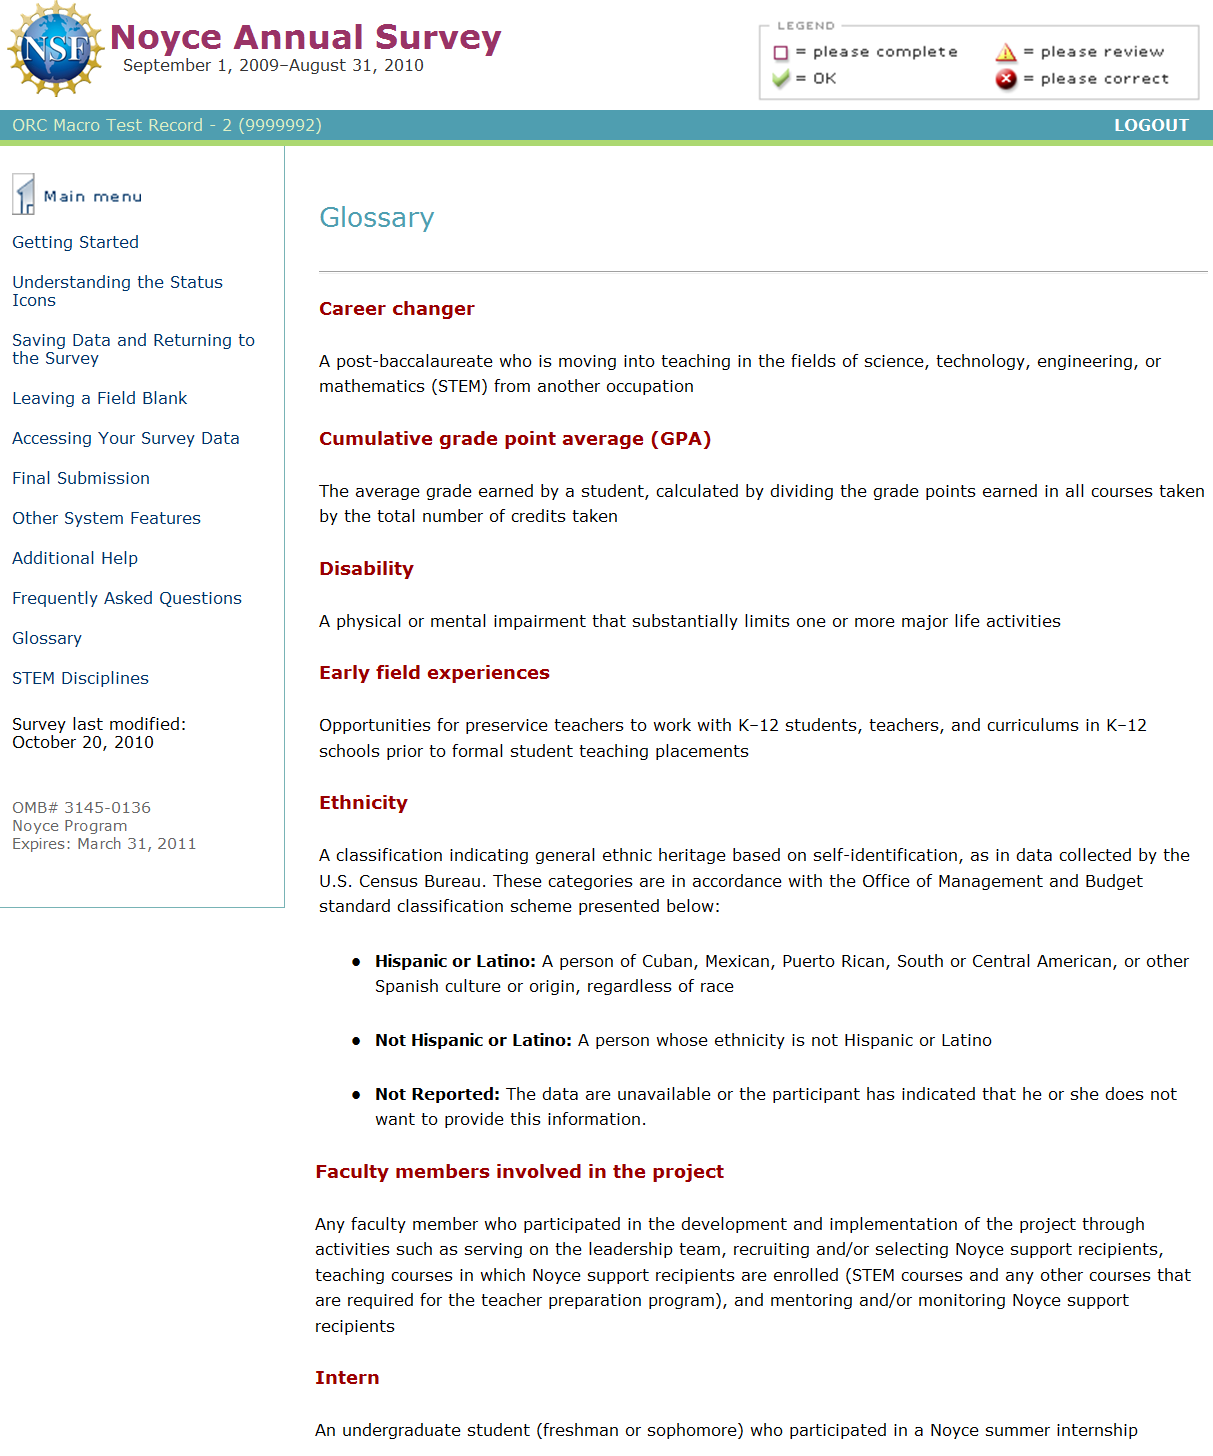 NSF
Noyce Annual Survey
September 1, 2009–August 31, 2010
LEGEND
= please complete
= please review
= OK
= please correct
ORC Macro Test Record - 2 (9999992)
LOGOUT
Main menu
Getting Started
Understanding the Status
Icons
Saving Data and Returning to
the Survey
Leaving a Field Blank
Accessing Your Survey Data
Final Submission
Other System Features
Additional Help
Frequently Asked Questions
Glossary
STEM Disciplines
Survey last modified:
October 20, 2010
OMB# 3145-0136
Noyce Program
Expires: March 31, 2011
Glossary
Career changer
A post-baccalaureate who is moving into teaching in the fields of science, technology, engineering, or
mathematics (STEM) from another occupation
Cumulative grade point average (GPA)
The average grade earned by a student, calculated by dividing the grade points earned in all courses taken
by the total number of credits taken
Disability
A physical or mental impairment that substantially limits one or more major life activities
Early field experiences
Opportunities for preservice teachers to work with K–12 students, teachers, and curriculums in K–12
schools prior to formal student teaching placements
Ethnicity
A classification indicating general ethnic heritage based on self-identification, as in data collected by the
U.S. Census Bureau. These categories are in accordance with the Office of Management and Budget
standard classification scheme presented below:
● Hispanic or Latino: A person of Cuban, Mexican, Puerto Rican, South or Central American, or other
Spanish culture or origin, regardless of race
● Not Hispanic or Latino: A person whose ethnicity is not Hispanic or Latino
● Not Reported: The data are unavailable or the participant has indicated that he or she does not
want to provide this information.
Faculty members involved in the project
Any faculty member who participated in the development and implementation of the project through
activities such as serving on the leadership team, recruiting and/or selecting Noyce support recipients,
teaching courses in which Noyce support recipients are enrolled (STEM courses and any other courses that
are required for the teacher preparation program), and mentoring and/or monitoring Noyce support
recipients
Intern
An undergraduate student (freshman or sophomore) who participated in a Noyce summer internship